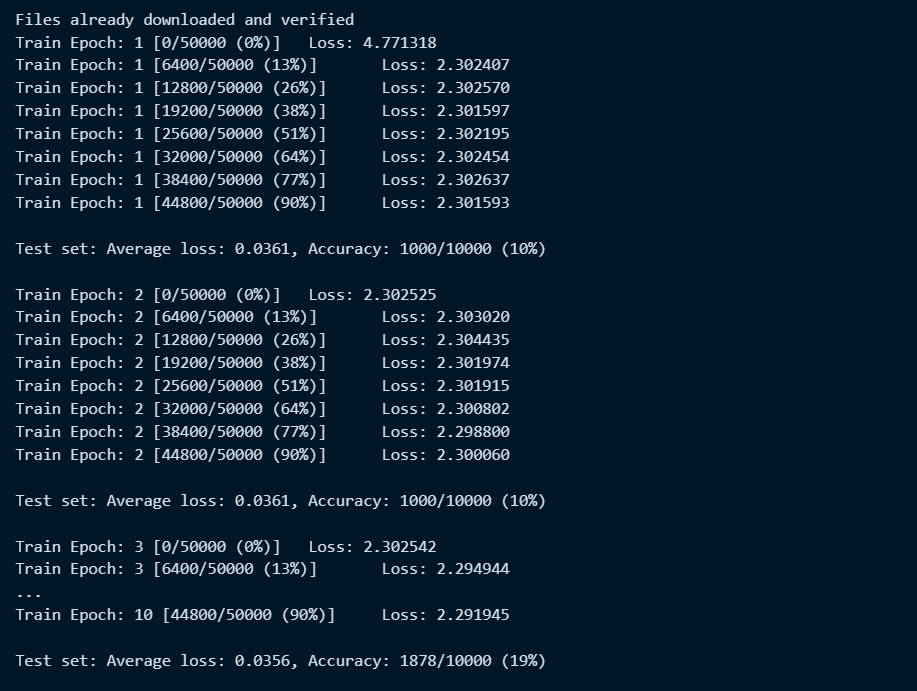 Files already downloaded and verified
Train Epoch: 1 [0/50000 (0%)]	Loss: 4.771318
Train Epoch: 1 [6400/50000 (13%)]	Loss: 2.302407
Train Epoch: 1 [12800/50000 (26%)]	Loss: 2.302570
Train Epoch: 1 [19200/50000 (38%)]	Loss: 2.301597
Train Epoch: 1 [25600/50000 (51%)]	Loss: 2.302195
Train Epoch: 1 [32000/50000 (64%)]	Loss: 2.302454
Train Epoch: 1 [38400/50000 (77%)]	Loss: 2.302637
Train Epoch: 1 [44800/50000 (90%)]	Loss: 2.301593

Test set: Average loss: 0.0361, Accuracy: 1000/10000 (10%)

Train Epoch: 2 [0/50000 (0%)]	Loss: 2.302525
Train Epoch: 2 [6400/50000 (13%)]	Loss: 2.303020
Train Epoch: 2 [12800/50000 (26%)]	Loss: 2.304435
Train Epoch: 2 [19200/50000 (38%)]	Loss: 2.301974
Train Epoch: 2 [25600/50000 (51%)]	Loss: 2.301915
Train Epoch: 2 [32000/50000 (64%)]	Loss: 2.300802
Train Epoch: 2 [38400/50000 (77%)]	Loss: 2.298800
Train Epoch: 2 [44800/50000 (90%)]	Loss: 2.300060

Test set: Average loss: 0.0361, Accuracy: 1000/10000 (10%)

Train Epoch: 3 [0/50000 (0%)]	Loss: 2.302542
Train Epoch: 3 [6400/50000 (13%)]	Loss: 2.294944
...
Train Epoch: 10 [44800/50000 (90%)]	Loss: 2.291945

Test set: Average loss: 0.0356, Accuracy: 1878/10000 (19%)